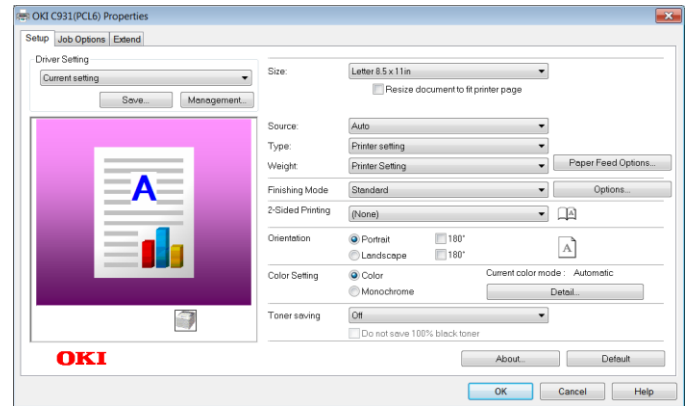 OKI C931(PCL6) Properties
Setup Job Options Extend
Driver Setting
Current setting
Save... Management...
Size: Letter 8.5 x 11in
Resize document to fit printer page
Source: Auto
Type: Printer setting
Weight: Printer Setting Paper Feed Options...
Finishing Mode Standard Options...
2-Sided Printing (None)
Orientation Portrait 180°
Landscape 180°
Color Setting Color Current color mode : Automatic
Monochrome Detail...
Toner saving Off
Do not save 100% black toner
A
A
A
OKI
About... Default
OK Cancel Help